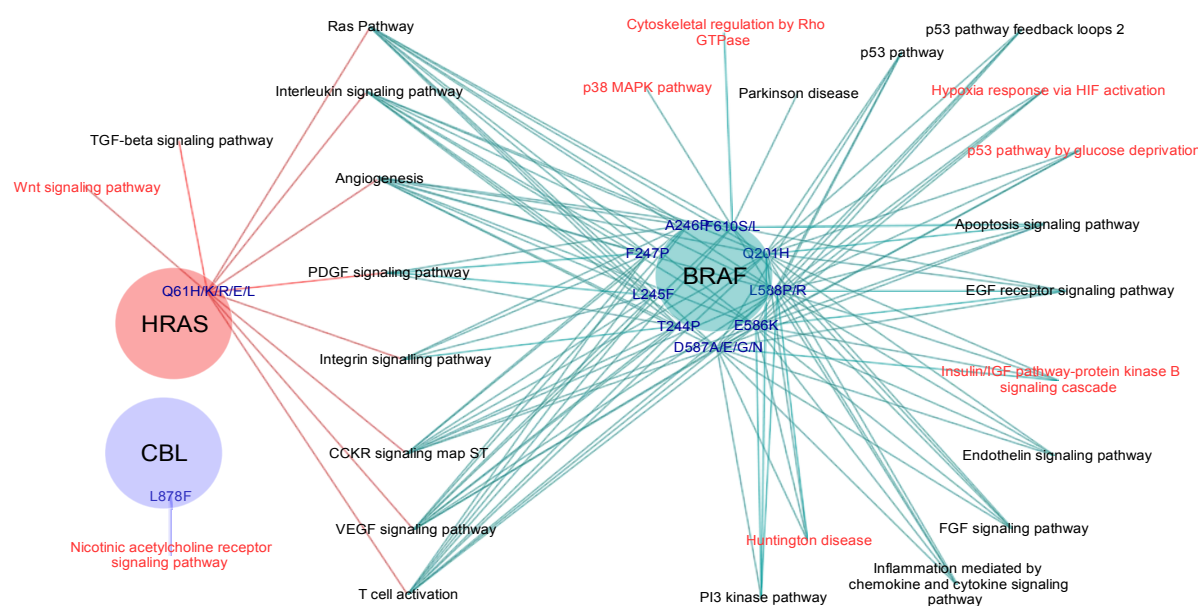 Ras Pathway
Cytoskeletal regulation by Rho
GTPase
p53 pathway feedback loops 2
p53 pathway
Interleukin signaling pathway
p38 MAPK pathway
Parkinson disease
Hypoxia response via HIF activation
TGF-beta signaling pathway
p53 pathway by glucose deprivation
Wnt signaling pathway
Angiogenesis
A246P
F610S/L
Apoptosis signaling pathway
F247P
Q201H
PDGF signaling pathway
BRAF
Q61H/K/R/E/L
L245F
L588P/R
EGF receptor signaling pathway
HRAS
T244P
E586K
D587A/E/G/N
Integrin signalling pathway
Insulin/IGF pathway-protein kinase B
signaling cascade
CBL
CCKR signaling map ST
Endothelin signaling pathway
L878F
VEGF signaling pathway
FGF signaling pathway
Nicotinic acetylcholine receptor
signaling pathway
Huntington disease
T cell activation
PI3 kinase pathway
Inflammation mediated by
chemokine and cytokine signaling
pathway